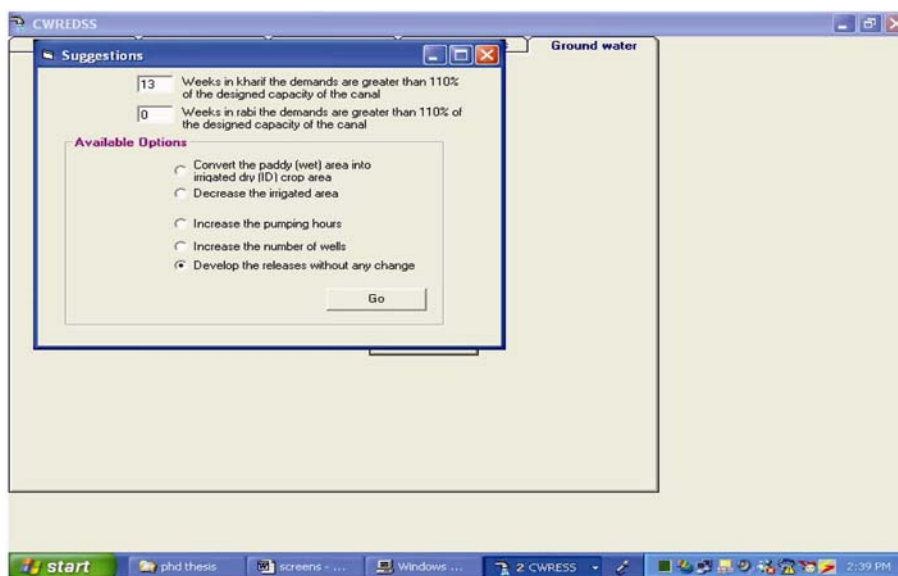 CWREDSS
Ground water
Suggestions
13 Weeks in kharif the demands are greater than 110%
of the designed capacity of the canal
0 Weeks in rabi the demands are greater than 110% of
the designed capacity of the canal
Available Options
Convert the paddy (wet) area into
irrigated dry (ID) crop area
Decrease the irrigated area
Increase the pumping hours
Increase the number of wells
Develop the releases without any change
Go
start
phd thesis
screens - ...
Windows ...
2 CWRESS
2:39 PM